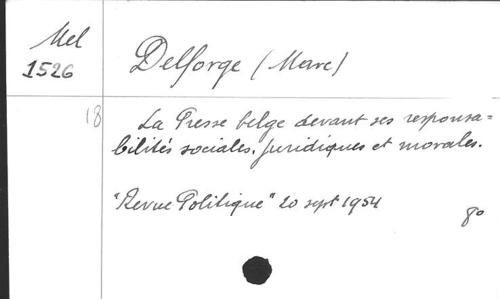 Mel
1526
Delforge (Marc)
18
La Presse belge devant ses responsa=
bilités sociales, juridiques et morales.
"Revue Politique" 20 sept 1954
8°